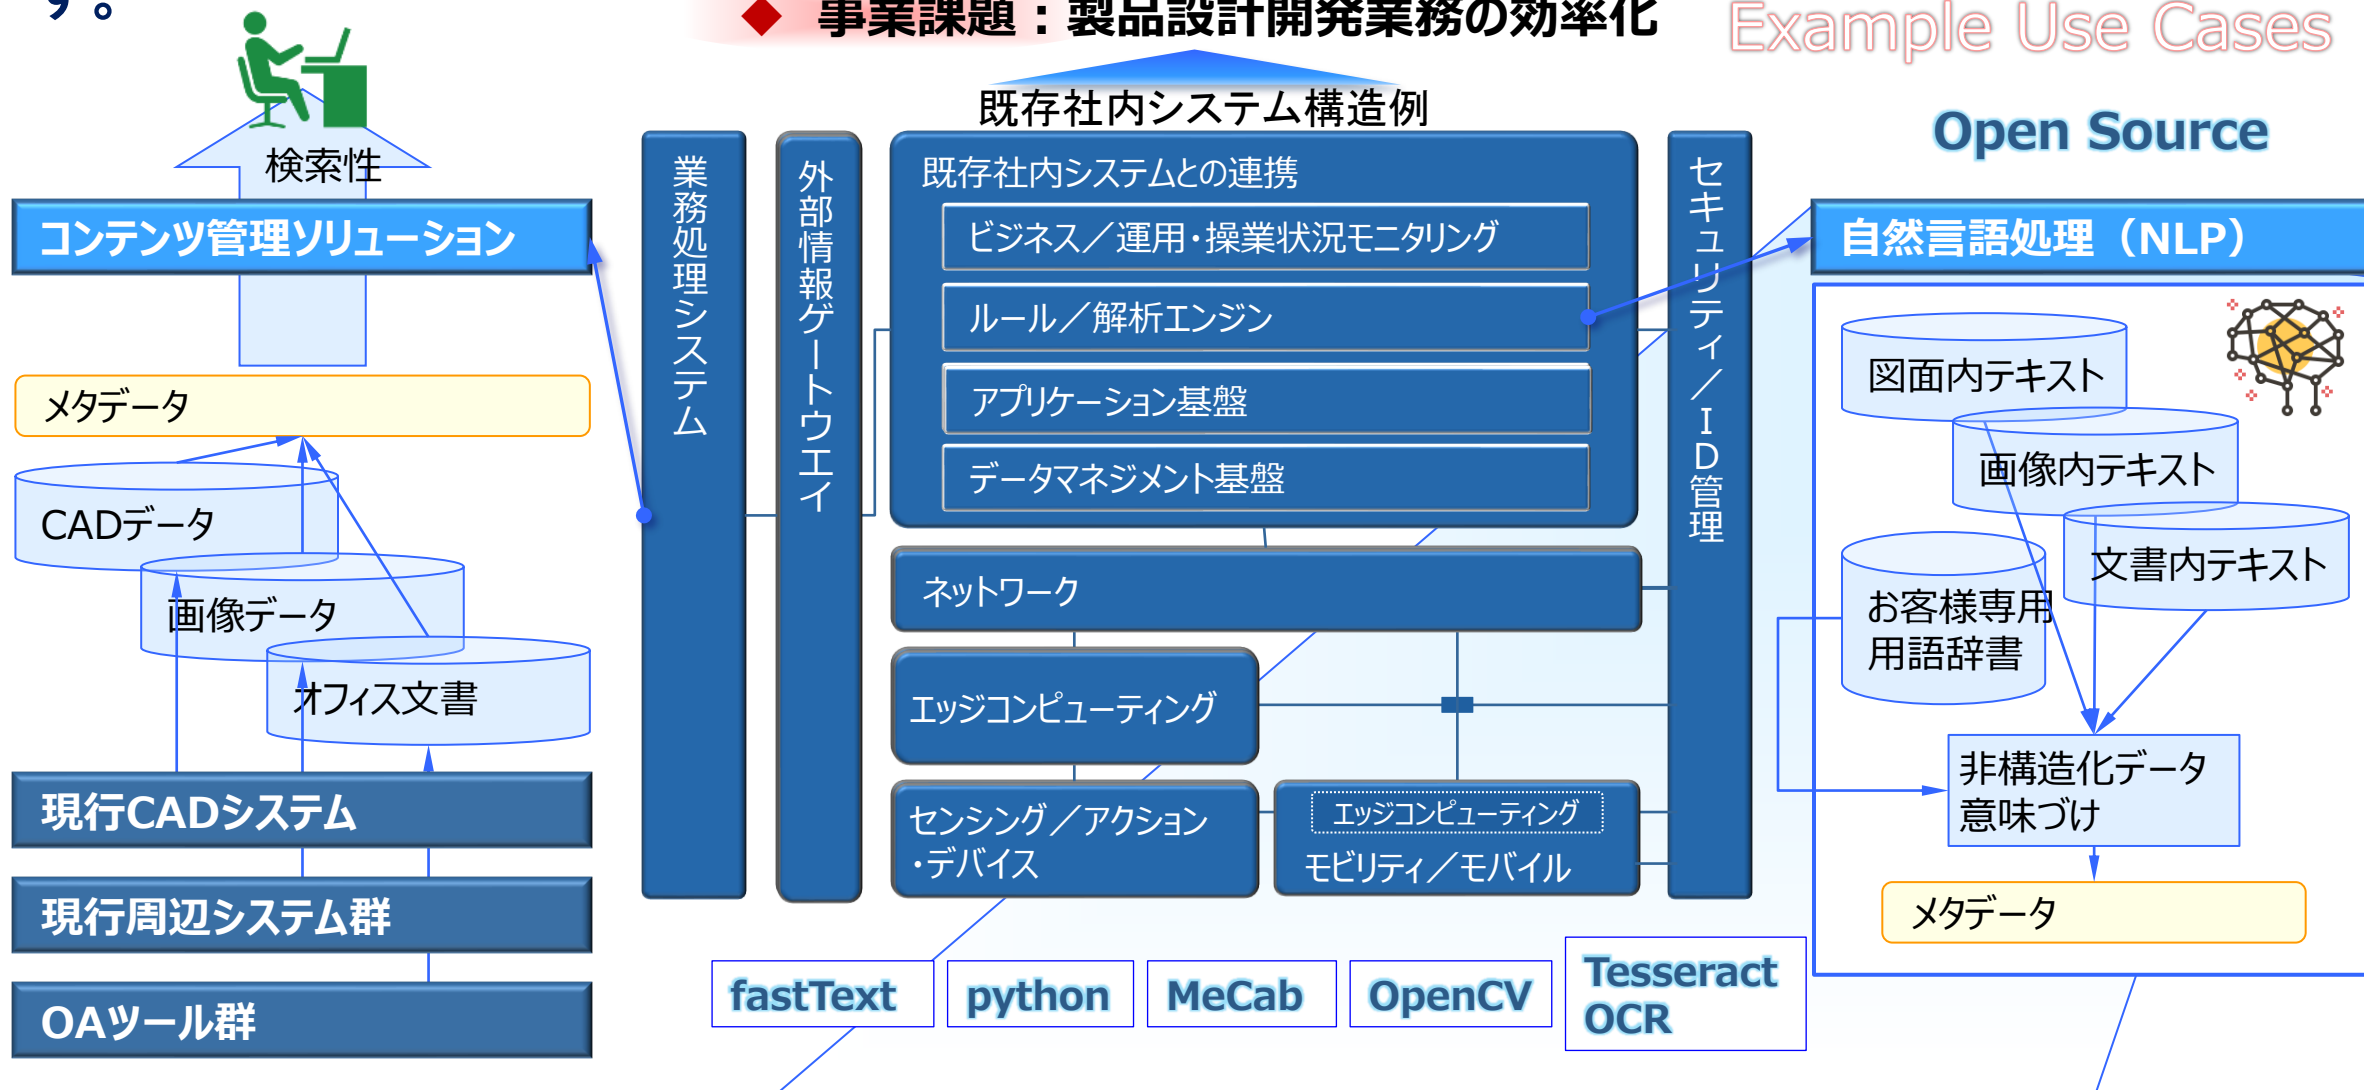 す。
◆ 事業課題：製品設計開発業務の効率化
Example Use Cases
既存社内システム構造例
Open Source
検索性
コンテンツ管理ソリューション
メタデータ
CADデータ
画像データ
オフィス文書
現行CADシステム
現行周辺システム群
OAツール群
業務処理システム
外部情報ゲートウエイ
既存社内システムとの連携
ビジネス／運用・操業状況モニタリング
ルール／解析エンジン
アプリケーション基盤
データマネジメント基盤
ネットワーク
エッジコンピューティング
センシング／アクション
・デバイス
エッジコンピューティング
モビリティ／モバイル
セキュリティ／ID管理
fastText
python
MeCab
OpenCV
Tesseract
OCR
自然言語処理（NLP）
図面内テキスト
画像内テキスト
文書内テキスト
お客様専用
用語辞書
非構造化データ
意味づけ
メタデータ